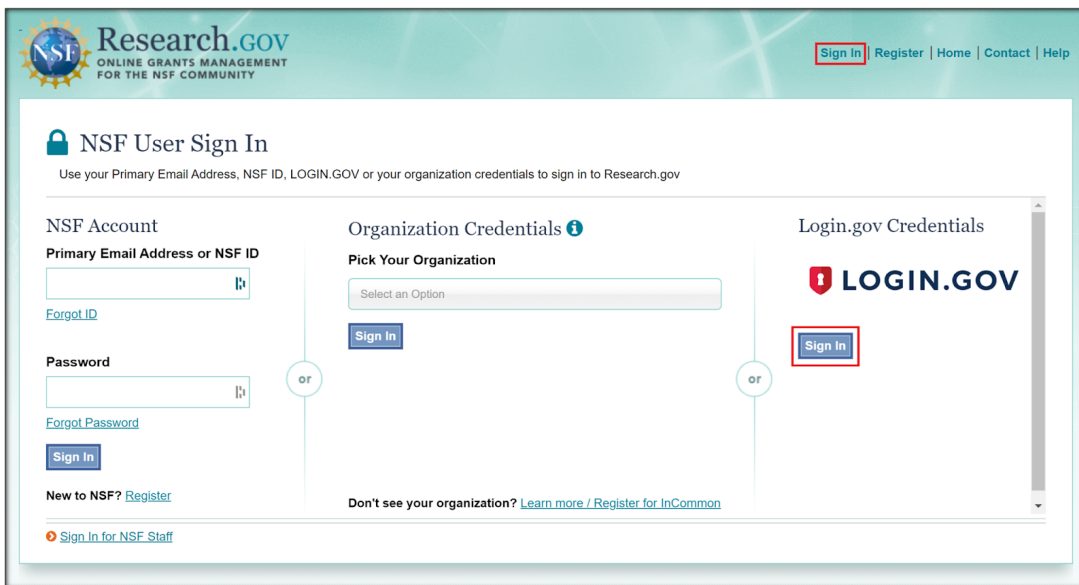 NSF
Research.GOV
ONLINE GRANTS MANAGEMENT
FOR THE NSF COMMUNITY
Sign In | Register | Home | Contact | Help
NSF User Sign In
Use your Primary Email Address, NSF ID, LOGIN.GOV or your organization credentials to sign in to Research.gov
NSF Account
Primary Email Address or NSF ID
Forgot ID
Password
Forgot Password
Sign In
New to NSF? Register
or
Organization Credentials
Pick Your Organization
Select an Option
Sign In
Don't see your organization? Learn more / Register for InCommon
or
Login.gov Credentials
LOGIN.GOV
Sign In
Sign In for NSF Staff